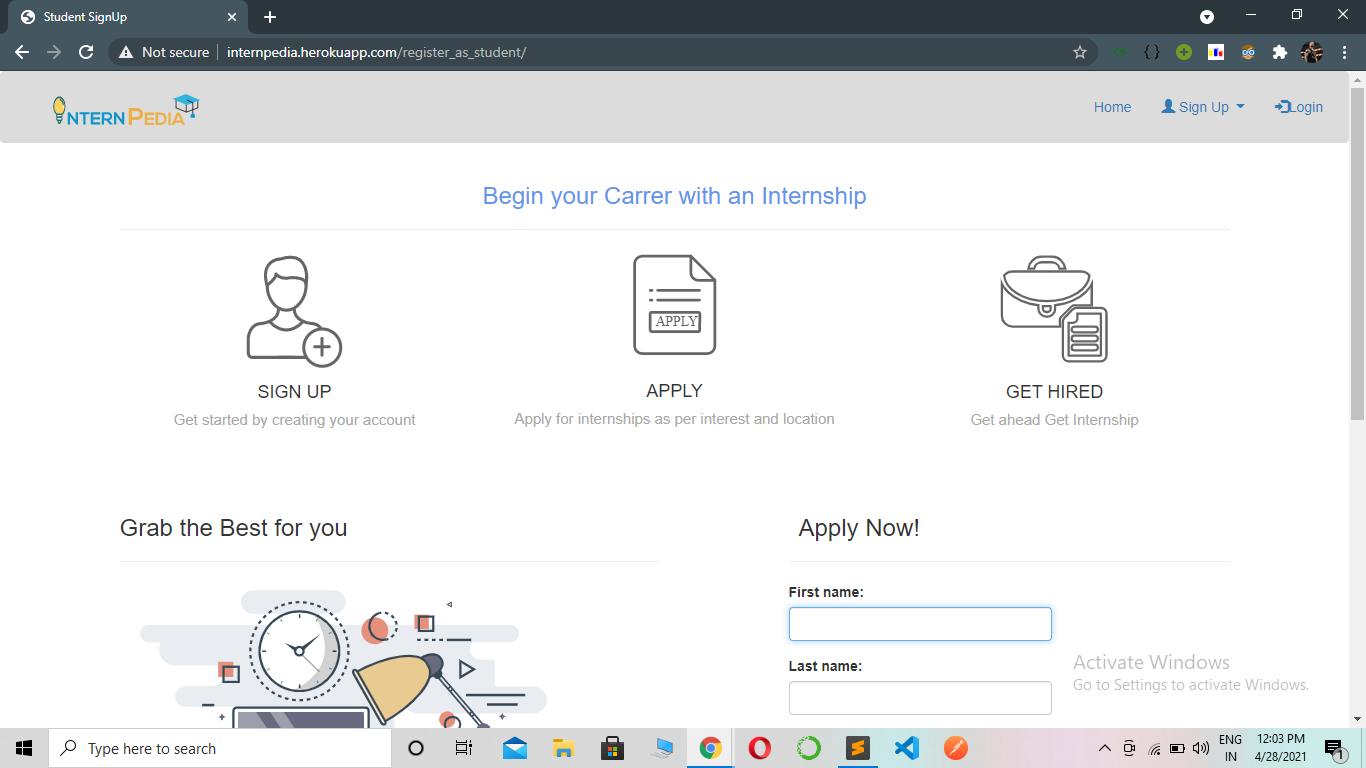 Student SignUp
Not secure
internpedia.herokuapp.com/register_as_student/
INTERNPEDIA
Home
Sign Up
Login
Begin your Carrer with an Internship
APPLY
SIGN UP
APPLY
GET HIRED
Get started by creating your account
Apply for internships as per interest and location
Get ahead Get Internship
Grab the Best for you
Apply Now!
First name:
Last name:
Activate Windows
Go to Settings to activate Windows.
Type here to search
ENG
IN
12:03 PM
4/28/2021
1